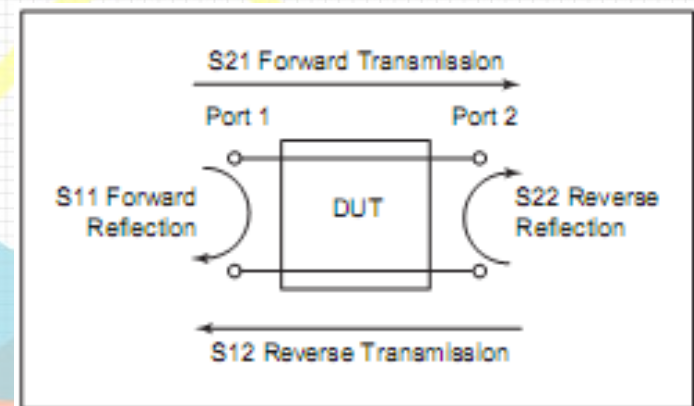 S21 Forward Transmission
Port 1
Port 2
S11 Forward
Reflection
DUT
S22 Reverse
Reflection
S12 Reverse Transmission